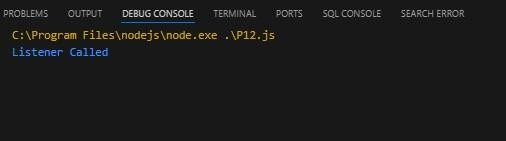 PROBLEMS OUTPUT DEBUG CONSOLE TERMINAL PORTS SQL CONSOLE SEARCH ERROR
C:\Program Files\nodejs\node.exe .\P12.js
Listener Called